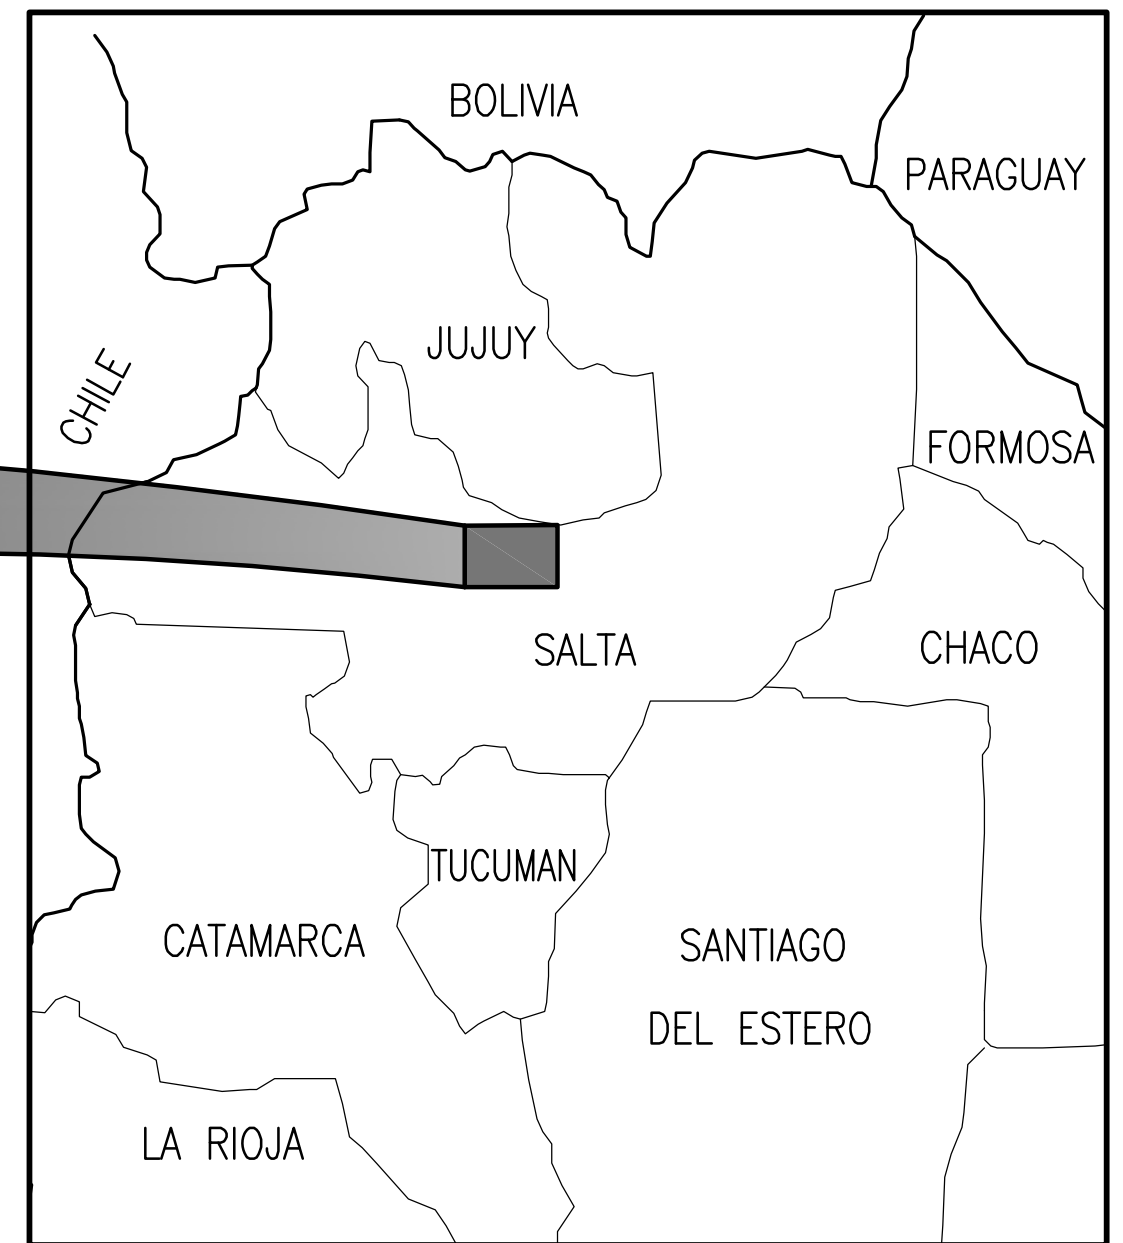 BOLIVIA
PARAGUAY
JUJUY
CHILE
FORMOSA
SALTA
CHACO
TUCUMAN
CATAMARCA
SANTIAGO
DEL ESTERO
LA RIOJA